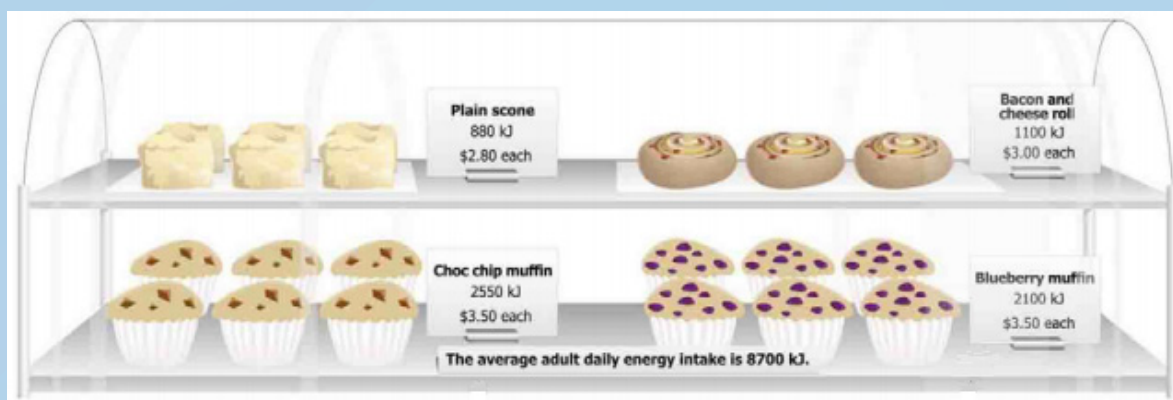 Plain scone
880 kJ
$2.80 each
Bacon and
cheese roll
1100 kJ
$3.00 each
Choc chip muffin
2550 kJ
$3.50 each
Blueberry muffin
2100 kJ
$3.50 each
The average adult daily energy intake is 8700 kJ.